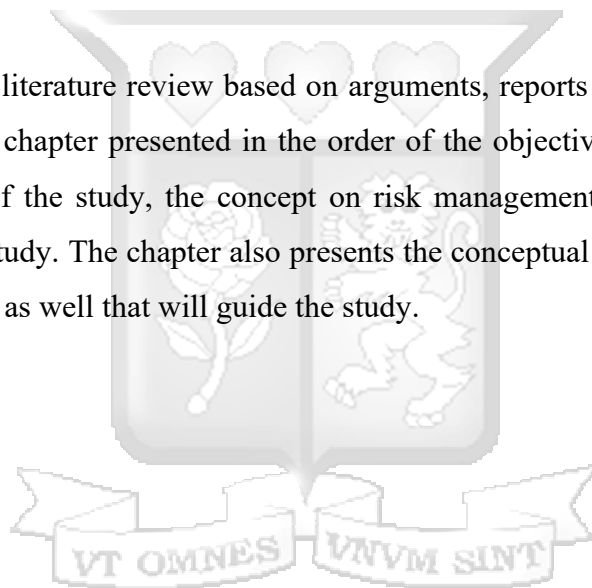 literature review based on arguments, reports
chapter presented in the order of the objectiv
f the study, the concept on risk management
tudy. The chapter also presents the conceptual
as well that will guide the study.
VT OMNES VNVM SINT